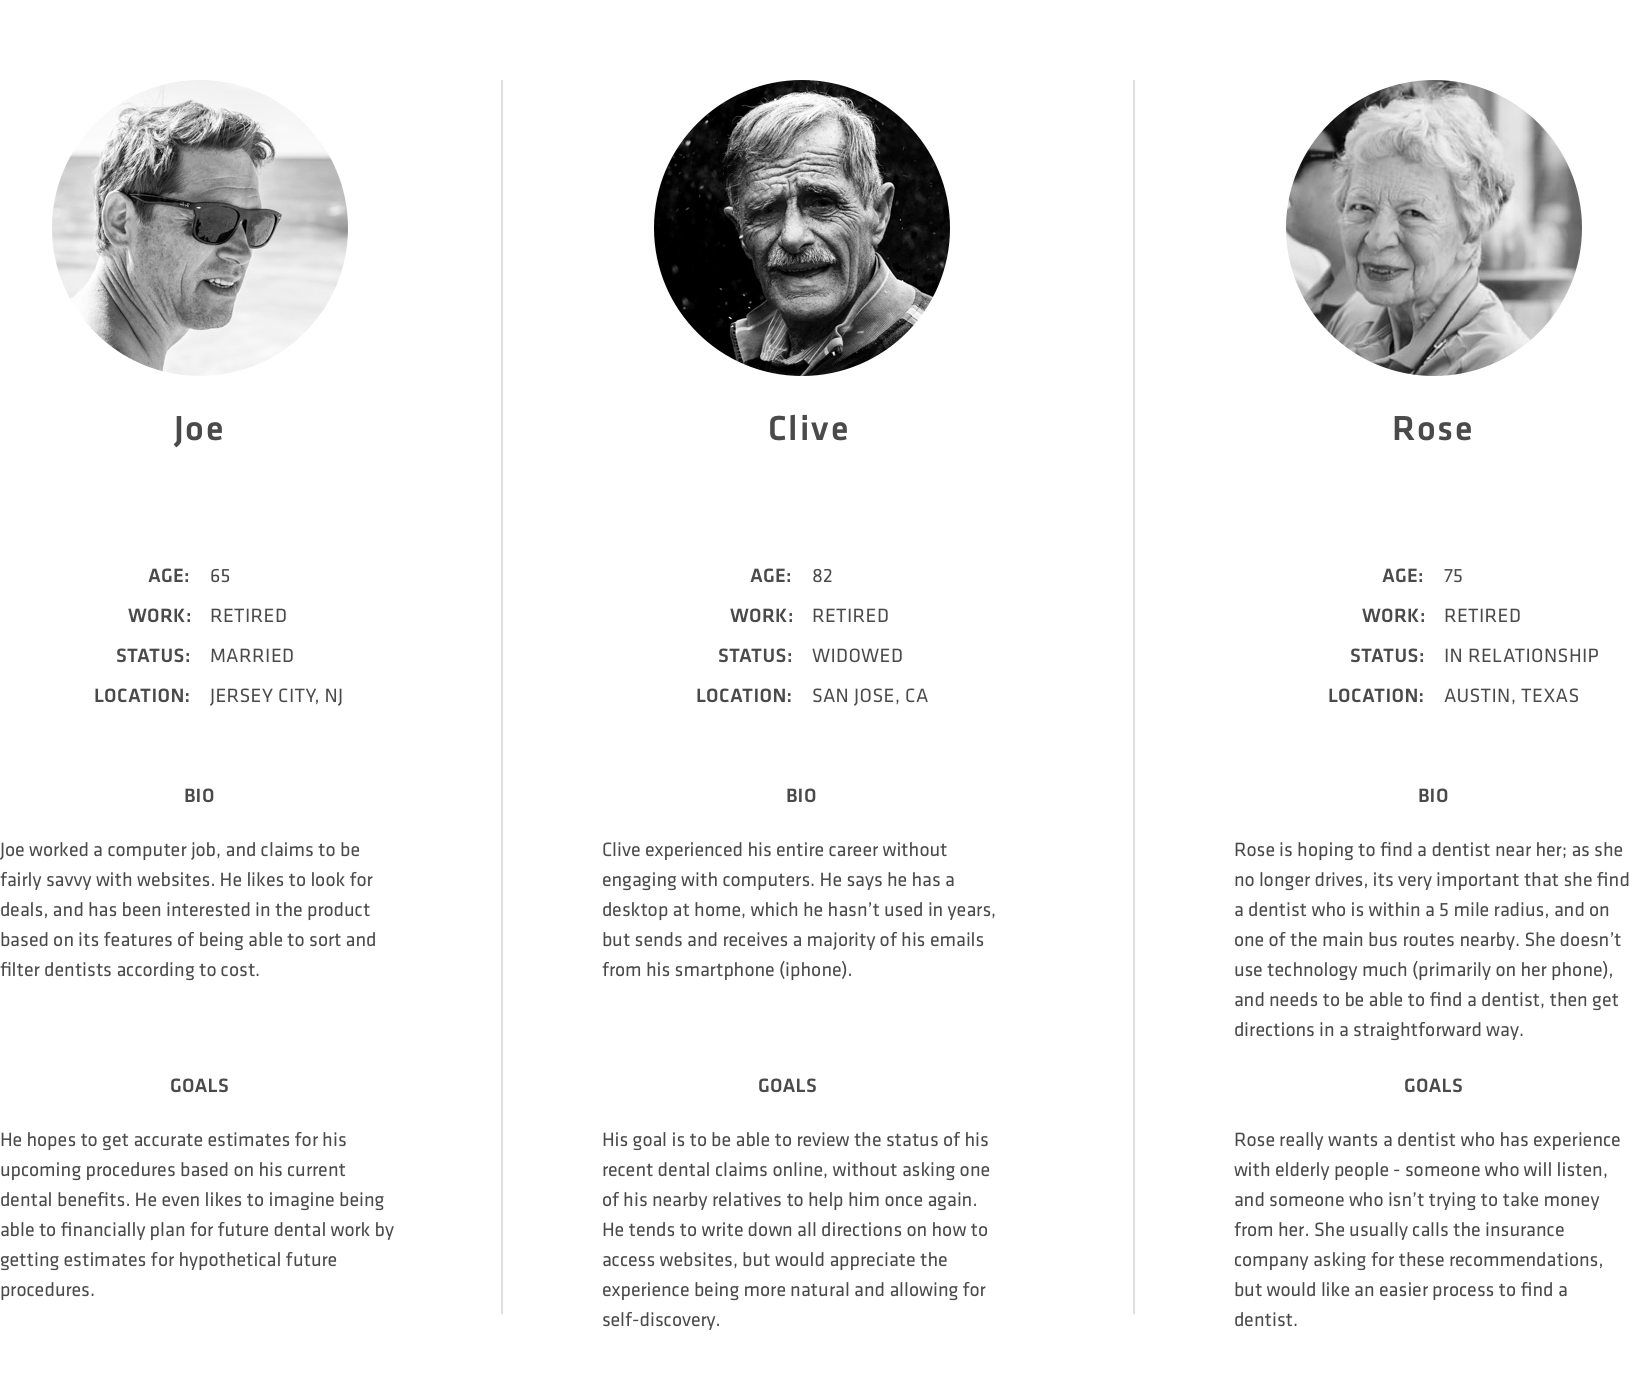 Joe
AGE: 65
WORK: RETIRED
STATUS: MARRIED
LOCATION: JERSEY CITY, NJ
BIO
Joe worked a computer job, and claims to be
fairly savvy with websites. He likes to look for
deals, and has been interested in the product
based on its features of being able to sort and
filter dentists according to cost.
GOALS
He hopes to get accurate estimates for his
upcoming procedures based on his current
dental benefits. He even likes to imagine being
able to financially plan for future dental work by
getting estimates for hypothetical future
procedures.
Clive
AGE: 82
WORK: RETIRED
STATUS: WIDOWED
LOCATION: SAN JOSE, CA
BIO
Clive experienced his entire career without
engaging with computers. He says he has a
desktop at home, which he hasn’t used in years,
but sends and receives a majority of his emails
from his smartphone (iphone).
GOALS
His goal is to be able to review the status of his
recent dental claims online, without asking one
of his nearby relatives to help him once again.
He tends to write down all directions on how to
access websites, but would appreciate the
experience being more natural and allowing for
self-discovery.
Rose
AGE: 75
WORK: RETIRED
STATUS: IN RELATIONSHIP
LOCATION: AUSTIN, TEXAS
BIO
Rose is hoping to find a dentist near her; as she
no longer drives, its very important that she find
a dentist who is within a 5 mile radius, and on
one of the main bus routes nearby. She doesn’t
use technology much (primarily on her phone),
and needs to be able to find a dentist, then get
directions in a straightforward way.
GOALS
Rose really wants a dentist who has experience
with elderly people - someone who will listen,
and someone who isn’t trying to take money
from her. She usually calls the insurance
company asking for these recommendations,
but would like an easier process to find a
dentist.